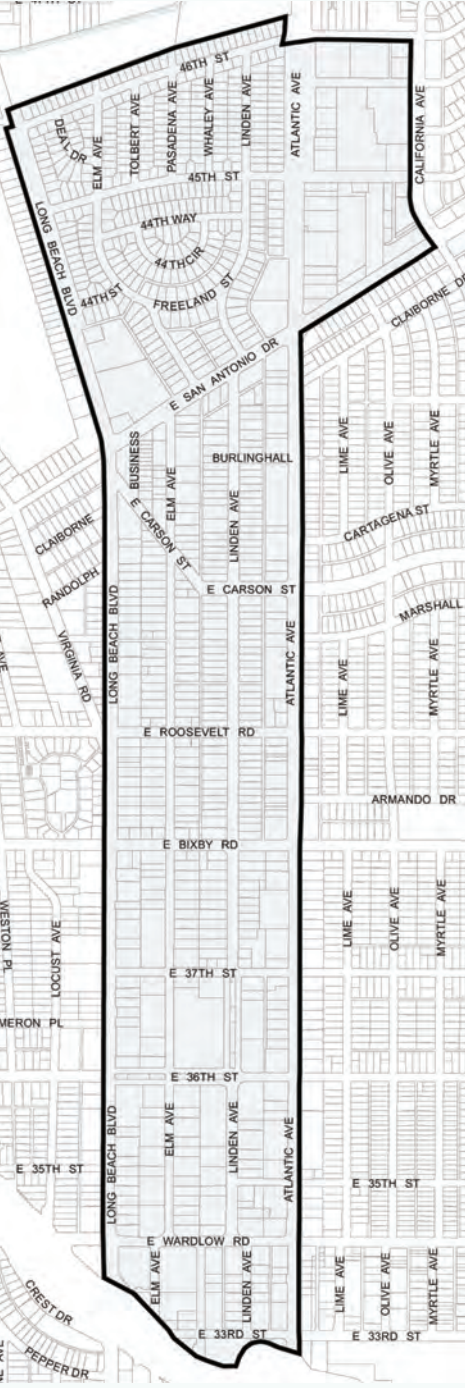 46TH ST
DEAL DR
ELM AVE
TOLBERT AVE
PASADENA AVE
WHALEY AVE
LINDEN AVE
ATLANTIC AVE
CALIFORNIA AVE
45TH ST
LONG BEACH BLVD
44TH WAY
44TH CIR
44TH ST
FREELAND ST
CLAIBORNE DR
E SAN ANTONIO DR
BUSINESS
ELM AVE
BURLINGHALL
LINDEN AVE
LIME AVE
OLIVE AVE
MYRTLE AVE
E CARSON ST
CARTAGENA ST
CLAIBORNE
RANDOLPH
E CARSON ST
MARSHALL
LONG BEACH BLVD
VIRGINIA RD
ATLANTIC AVE
LIME AVE
MYRTLE AVE
E ROOSEVELT RD
ARMANDO DR
E BIXBY RD
WESTON PL
LOCUST AVE
LIME AVE
OLIVE AVE
MYRTLE AVE
E 37TH ST
MERON PL
E 36TH ST
LONG BEACH BLVD
ELM AVE
LINDEN AVE
ATLANTIC AVE
E 35TH ST
E 35TH ST
E WARDLOW RD
ELM AVE
LINDEN AVE
LIME AVE
OLIVE AVE
MYRTLE AVE
CREST DR
E 33RD ST
E 33RD ST
PEPPER DR